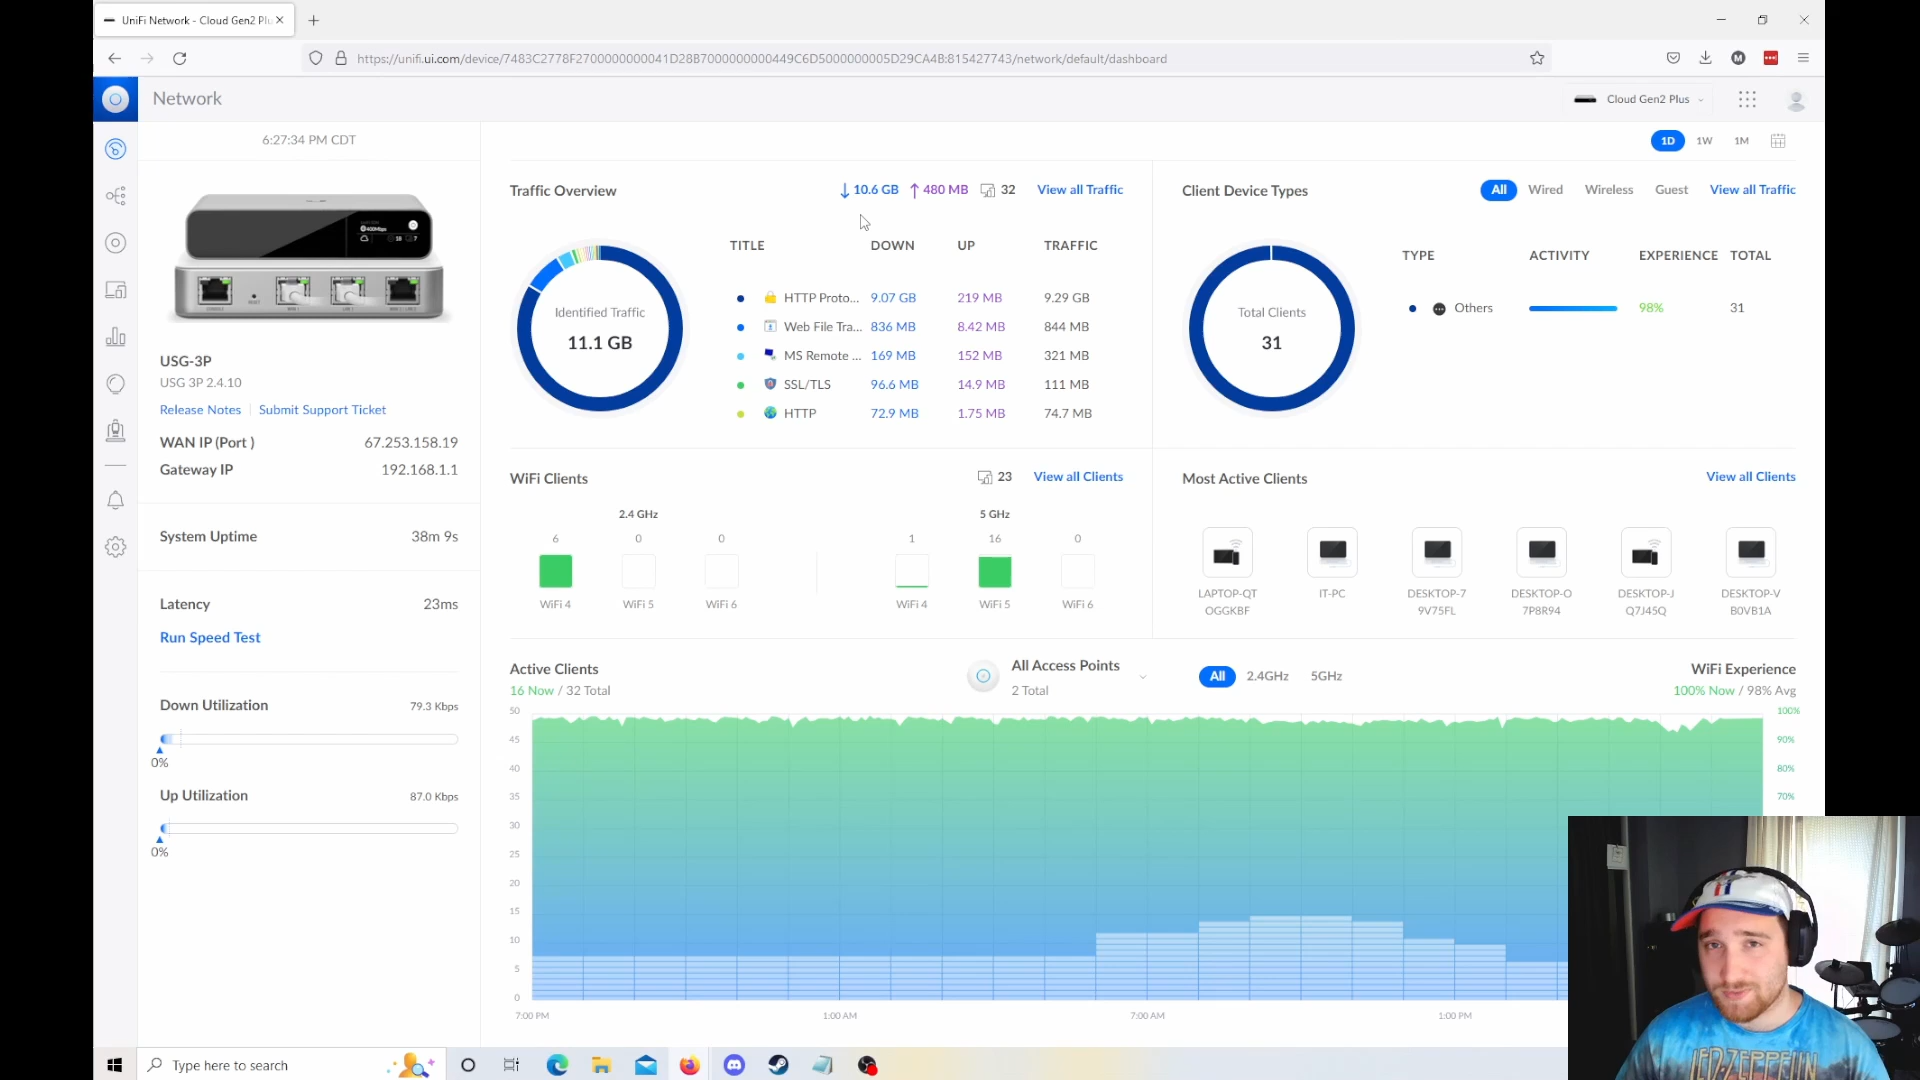 UniFi Network - Cloud Gen2 Plu
https://unifi.ui.com/device/7483C2778F27000000000041D28B7000000000449C6D5000000005D29CA4B:815427743/network/default/dashboard
Network
Cloud Gen2 Plus
6:27:34 PM CDT
1D 1W 1M
USG-3P
USG 3P 2.4.10
Release Notes Submit Support Ticket
WAN IP (Port ) 67.253.158.19
Gateway IP 192.168.1.1
System Uptime 38m 9s
Latency 23ms
Run Speed Test
Down Utilization 79.3 Kbps
0%
Up Utilization 87.0 Kbps
0%
Traffic Overview 10.6 GB 480 MB 32 View all Traffic
Identified Traffic
11.1 GB
TITLE DOWN UP TRAFFIC
HTTP Proto... 9.07 GB 219 MB 9.29 GB
Web File Tra... 836 MB 8.42 MB 844 MB
MS Remote ... 169 MB 152 MB 321 MB
SSL/TLS 96.6 MB 14.9 MB 111 MB
HTTP 72.9 MB 1.75 MB 74.7 MB
Client Device Types All Wired Wireless Guest View all Traffic
Total Clients
31
TYPE ACTIVITY EXPERIENCE TOTAL
Others 98% 31
WiFi Clients 23 View all Clients
2.4 GHz 5 GHz
6 0 0 1 16 0
WiFi 4 WiFi 5 WiFi 6 WiFi 4 WiFi 5 WiFi 6
Most Active Clients View all Clients
LAPTOP-QT IT-PC DESKTOP-7 DESKTOP-O DESKTOP-J DESKTOP-V
OGGKBF 9V75FL 7P8R94 Q7J45Q B0VB1A
Active Clients All Access Points All 2.4GHz 5GHz WiFi Experience
16 Now / 32 Total 2 Total 100% Now / 98% Avg
50 100%
45 90%
40 80%
35 70%
30
25
20
15
10
5
0
7:00 PM 1:00 AM 7:00 AM 1:00 PM
Type here to search
LED-ZEPPELIN